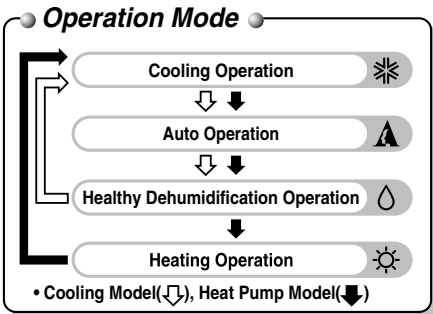 Operation Mode
Cooling Operation
Auto Operation
Healthy Dehumidification Operation
Heating Operation
• Cooling Model(⇩), Heat Pump Model(⬇)